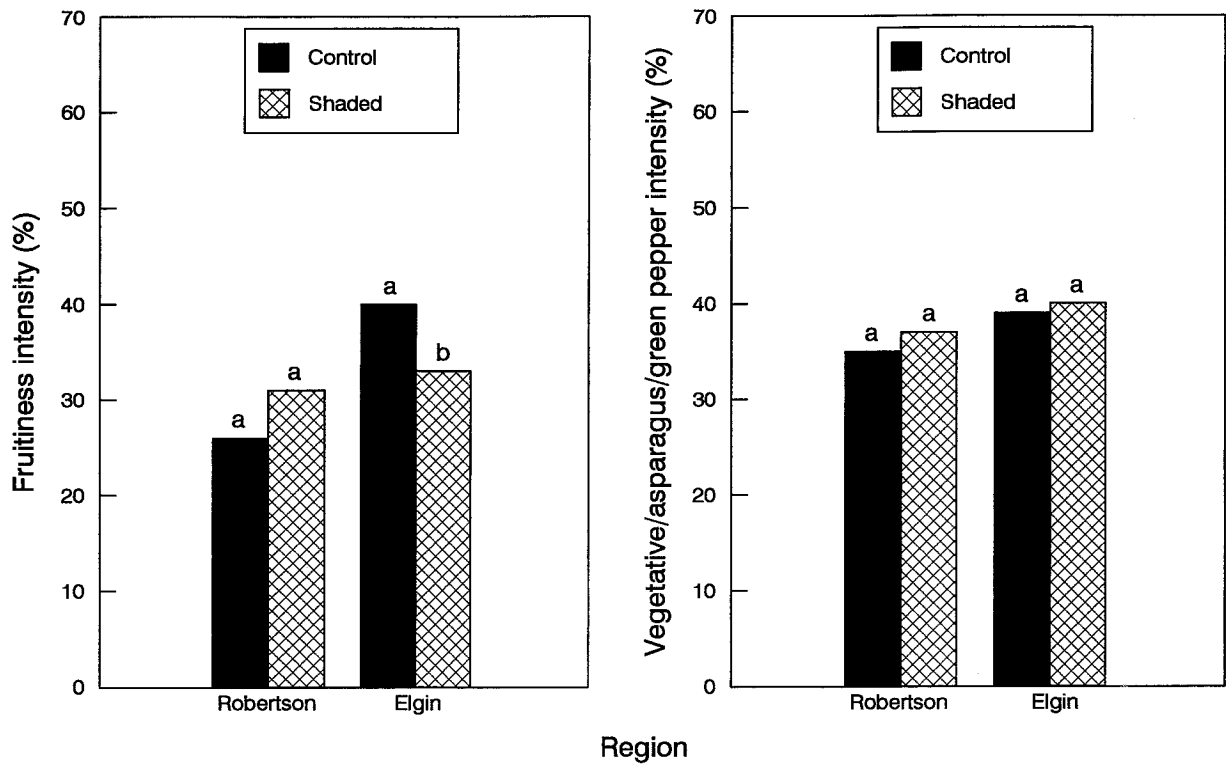 Fruitiness intensity (%)
70
60
50
40
30
20
10
0
Control
Shaded
a
a
a
b
Robertson
Elgin
Vegetative/asparagus/green pepper intensity (%)
70
60
50
40
30
20
10
0
Control
Shaded
a
a
a
a
Robertson
Elgin
Region